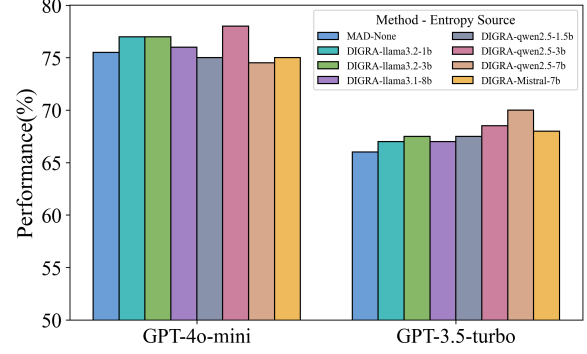 80
75
70
65
60
55
50
Performance(%)
Method - Entropy Source
MAD-None
DIGRA-llama3.2-1b
DIGRA-llama3.2-3b
DIGRA-llama3.1-8b
DIGRA-qwen2.5-1.5b
DIGRA-qwen2.5-3b
DIGRA-qwen2.5-7b
DIGRA-Mistral-7b
GPT-4o-mini
GPT-3.5-turbo